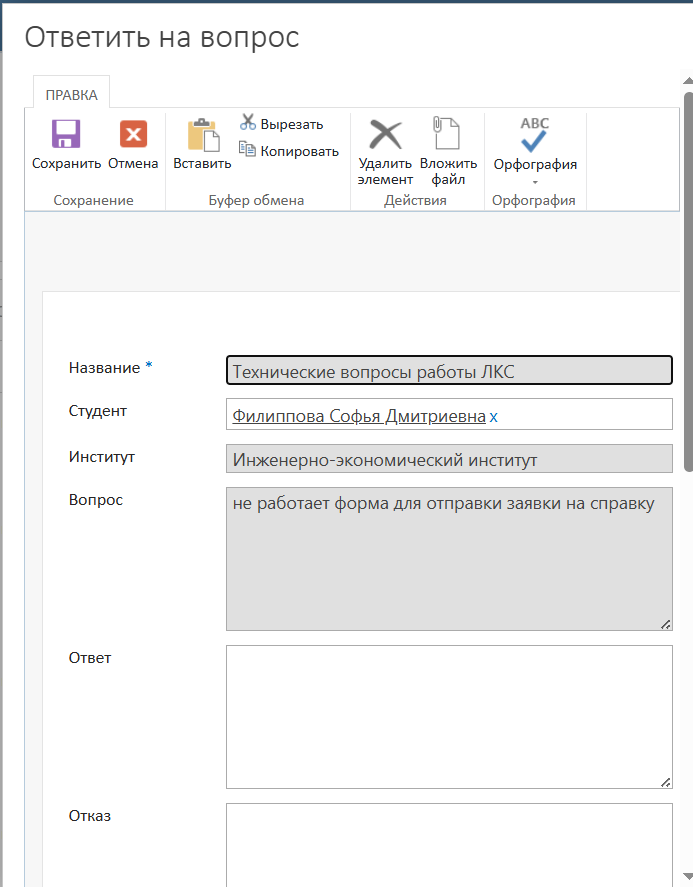 Ответить на вопрос
ПРАВКА
Сохранить
Отмена
Сохранение
Вставить
Вырезать
Копировать
Буфер обмена
Удалить
элемент
Вложить
файл
Действия
ABC
Орфография
Орфография
Название *
Технические вопросы работы ЛКС
Студент
Филиппова Софья Дмитриевна x
Институт
Инженерно-экономический институт
Вопрос
не работает форма для отправки заявки на справку
Ответ
Отказ